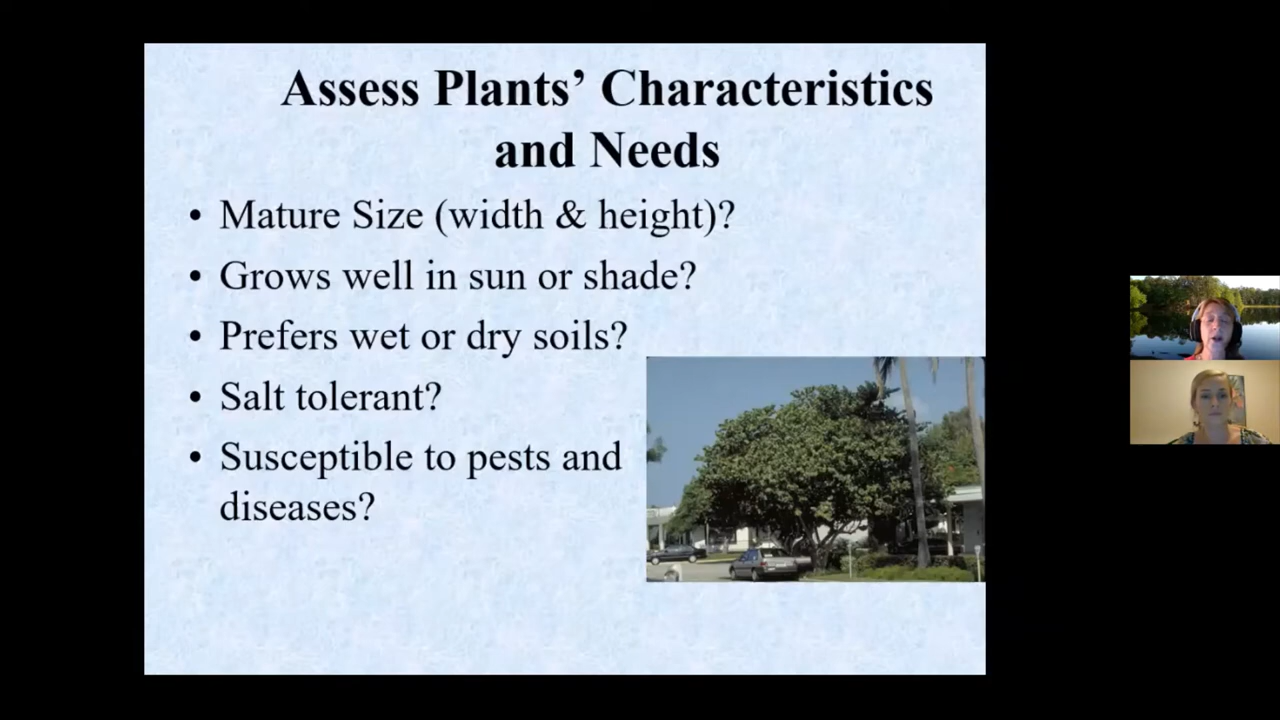 Assess Plants’ Characteristics
and Needs
• Mature Size (width & height)?
• Grows well in sun or shade?
• Prefers wet or dry soils?
• Salt tolerant?
• Susceptible to pests and
diseases?